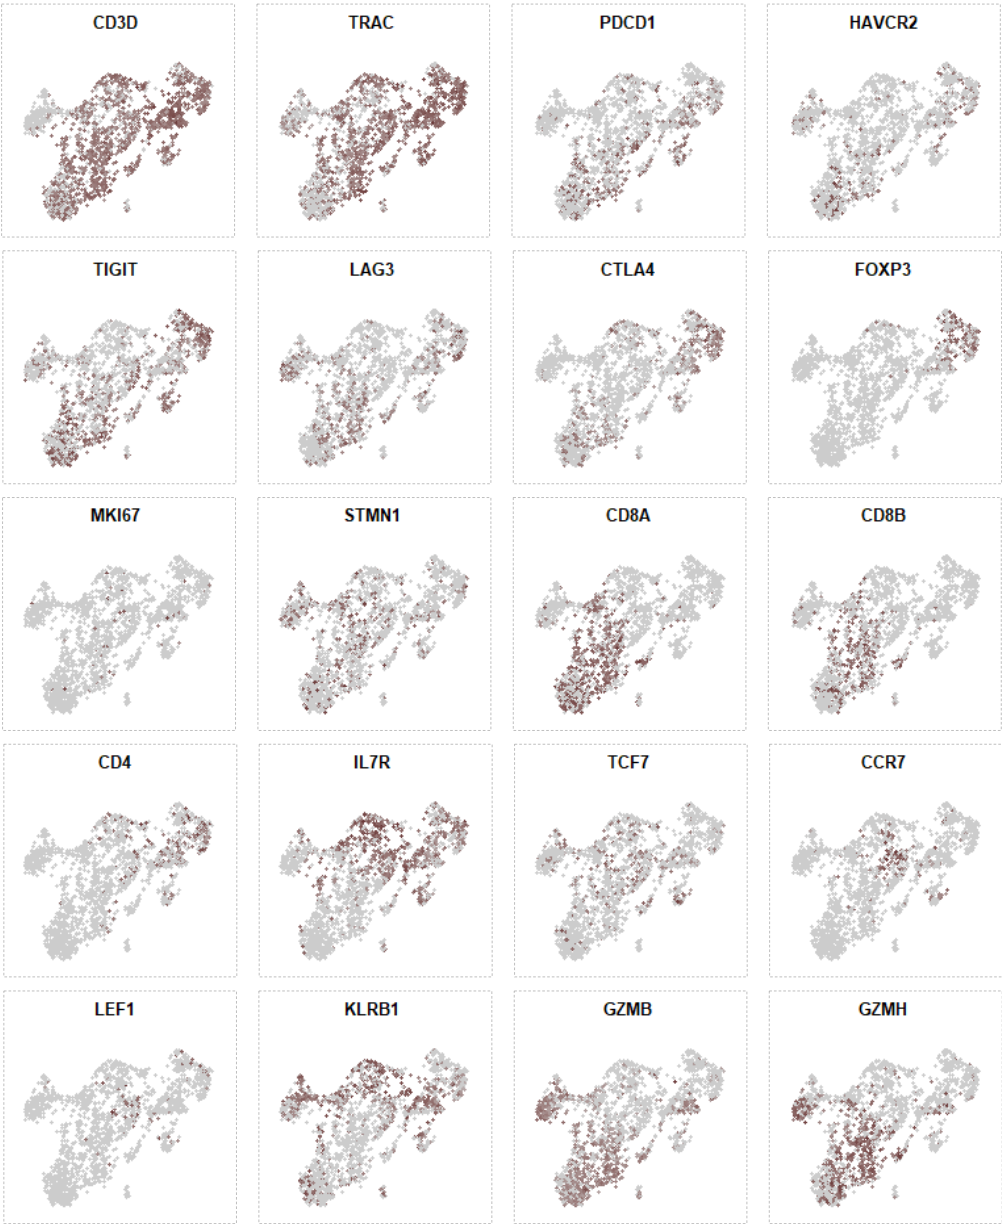 CD3D TRAC PDCD1 HAVCR2
TIGIT LAG3 CTLA4 FOXP3
MKI67 STMN1 CD8A CD8B
CD4 IL7R TCF7 CCR7
LEF1 KLRB1 GZMB GZMH